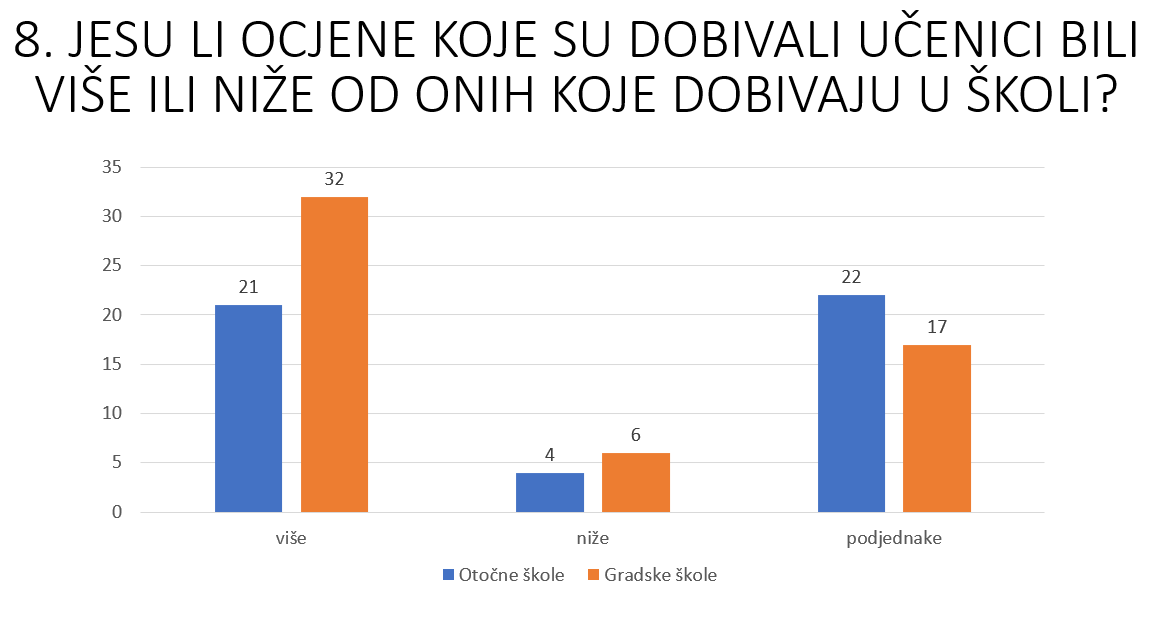 8. JESU LI OCJENE KOJE SU DOBIVALI UČENICI BILI
VIŠE ILI NIŽE OD ONIH KOJE DOBIVAJU U ŠKOLI?
35
30
25
20
15
10
5
0
21
32
4
6
22
17
više
niže
podjednake
Otočne škole
Gradske škole